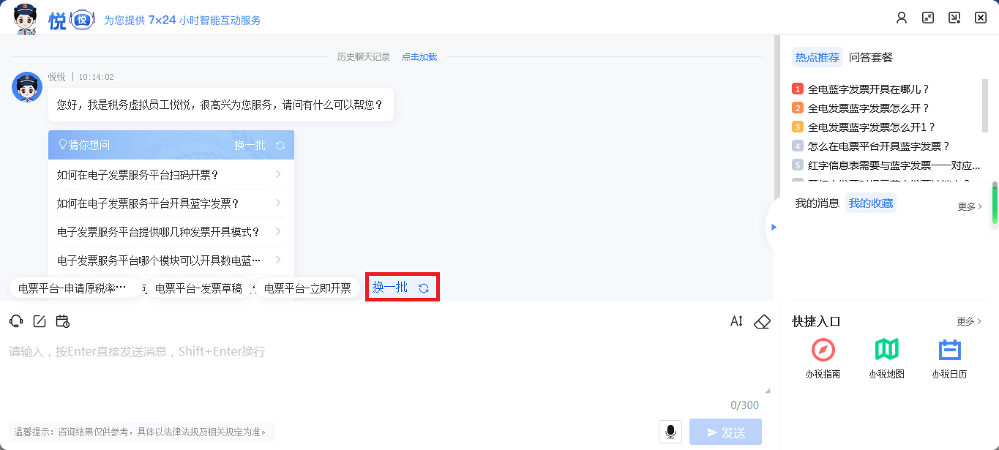 悦悦 为您提供 7×24 小时智能互动服务
历史聊天记录 点击加载
悦悦 | 10:14:02
您好，我是税务虚拟员工悦悦，很高兴为您服务，请问有什么可以帮您？
猜你想问 换一批
如何在电子发票服务平台扫码开票？
如何在电子发票服务平台开具蓝字发票？
电子发票服务平台提供哪几种发票开具模式？
电子发票服务平台哪个模块可以开具数电蓝…
电票平台-申请原税率… 电票平台-发票草稿 电票平台-立即开票 换一批
A
请输入，按Enter直接发送消息，Shift+Enter换行
0/300
温馨提示：咨询结果仅供参考，具体以法律法规及相关规定为准。
发送
热点推荐 问答套餐
1 全电蓝字发票开具在哪儿？
2 全电发票蓝字发票怎么开？
3 全电发票蓝字发票怎么开1？
4 怎么在电票平台开具蓝字发票？
5 红字信息表需要与蓝字发票一一对应...
我的消息 我的收藏 更多
快捷入口 更多
办税指南 办税地图 办税日历